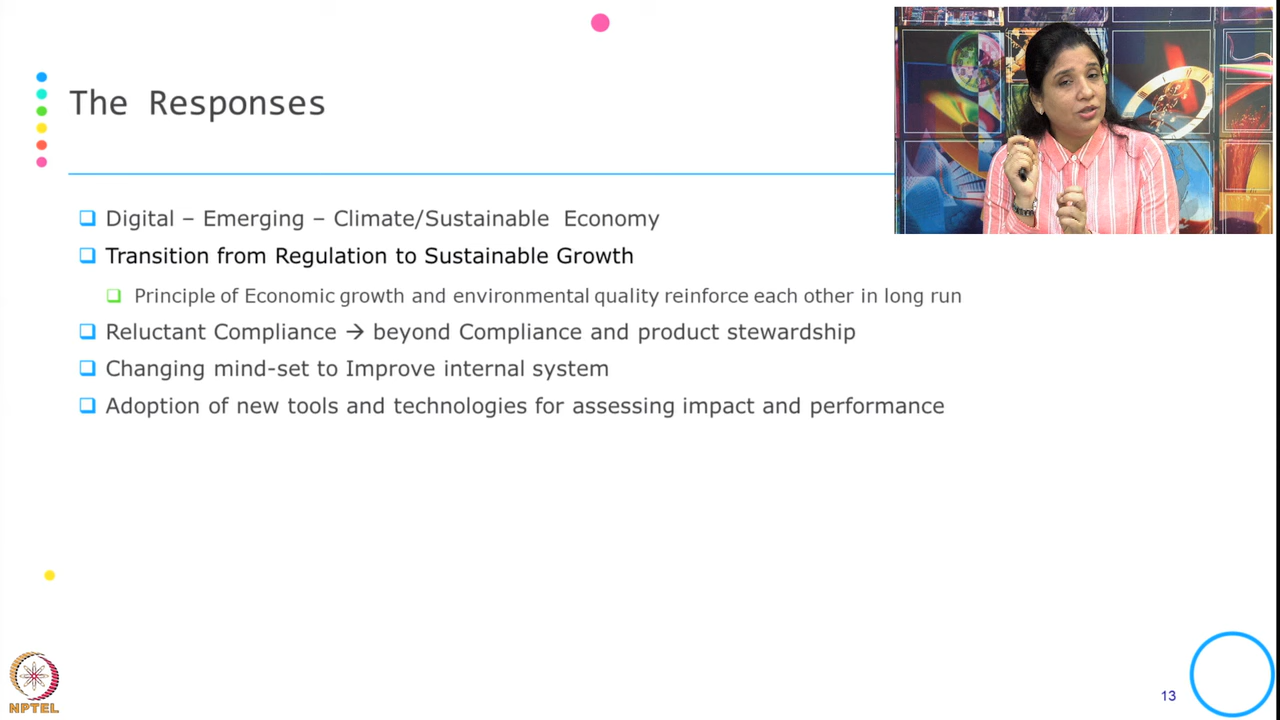 The Responses
Digital – Emerging – Climate/Sustainable Economy
Transition from Regulation to Sustainable Growth
Principle of Economic growth and environmental quality reinforce each other in long run
Reluctant Compliance → beyond Compliance and product stewardship
Changing mind-set to Improve internal system
Adoption of new tools and technologies for assessing impact and performance
NPTEL
13